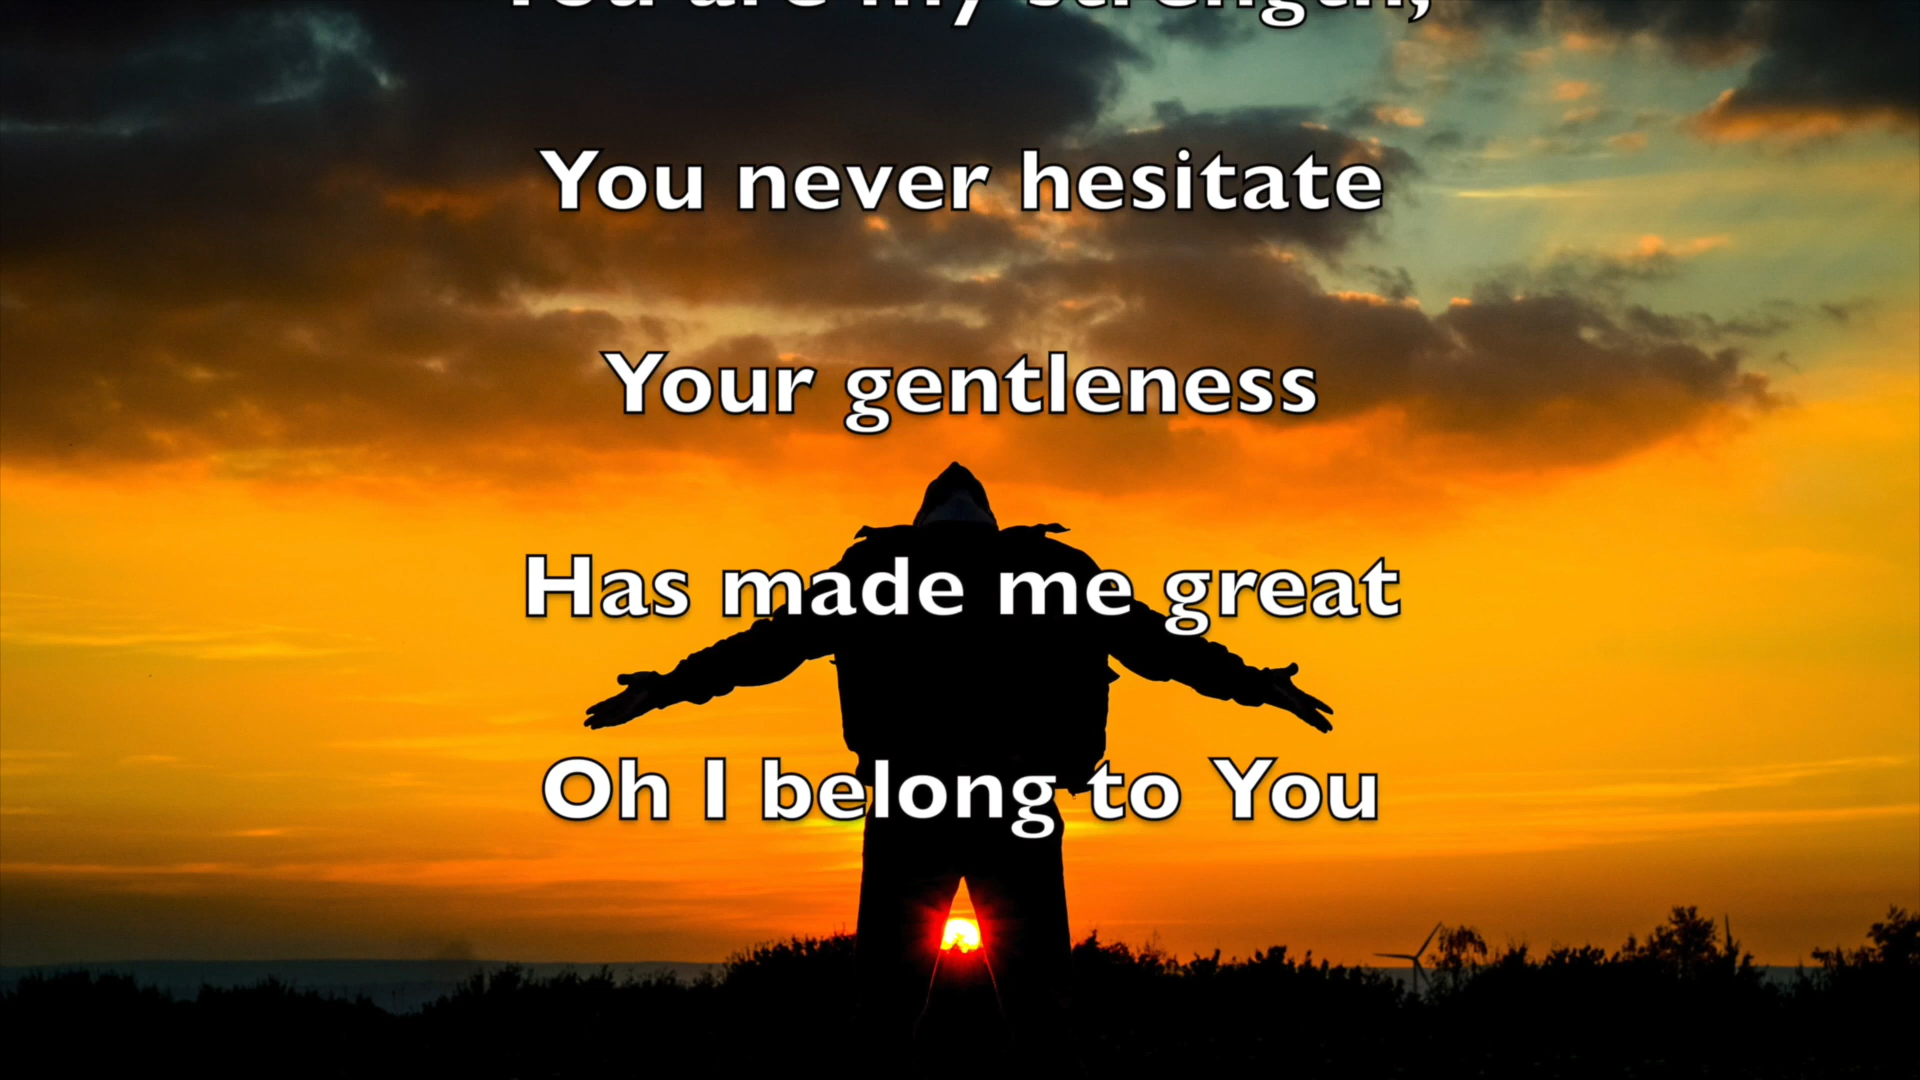 You are my strength,
You never hesitate
Your gentleness
Has made me great
Oh I belong to You